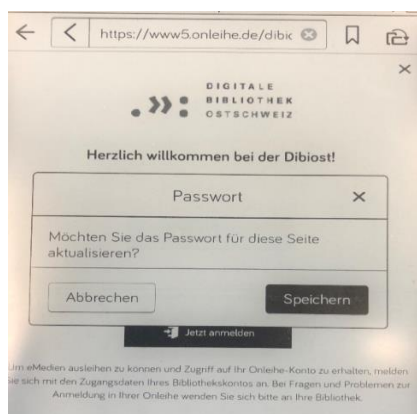 https://www5.onleihe.de/dibic
DIGITALE
BIBLIOTHEK
OSTSCHWEIZ
Herzlich willkommen bei der Dibiost!
Passwort
Möchten Sie das Passwort für diese Seite
aktualisieren?
Abbrechen
Speichern
Jetzt anmelden
Um eMedien ausleihen zu können und Zugriff auf Ihr Onleihe-Konto zu erhalten, melden
Sie sich mit den Zugangsdaten Ihres Bibliothekskontos an. Bei Fragen und Problemen zur
Anmeldung in Ihrer Onleihe wenden Sie sich bitte an Ihre Bibliothek.